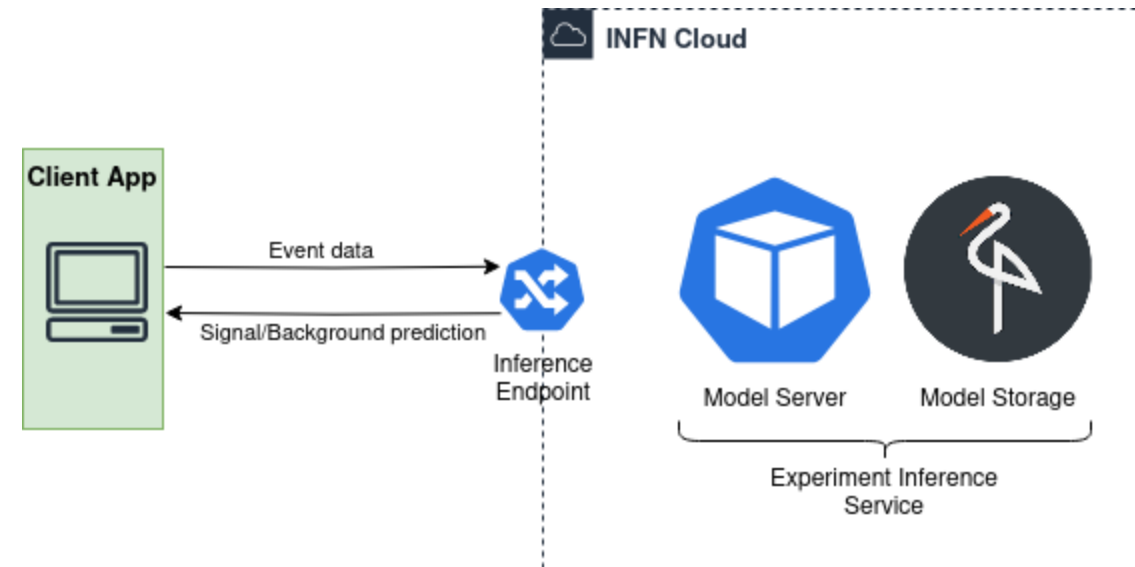 INFN Cloud
Client App
Event data
Signal/Background prediction
Inference
Endpoint
Model Server
Model Storage
Experiment Inference
Service